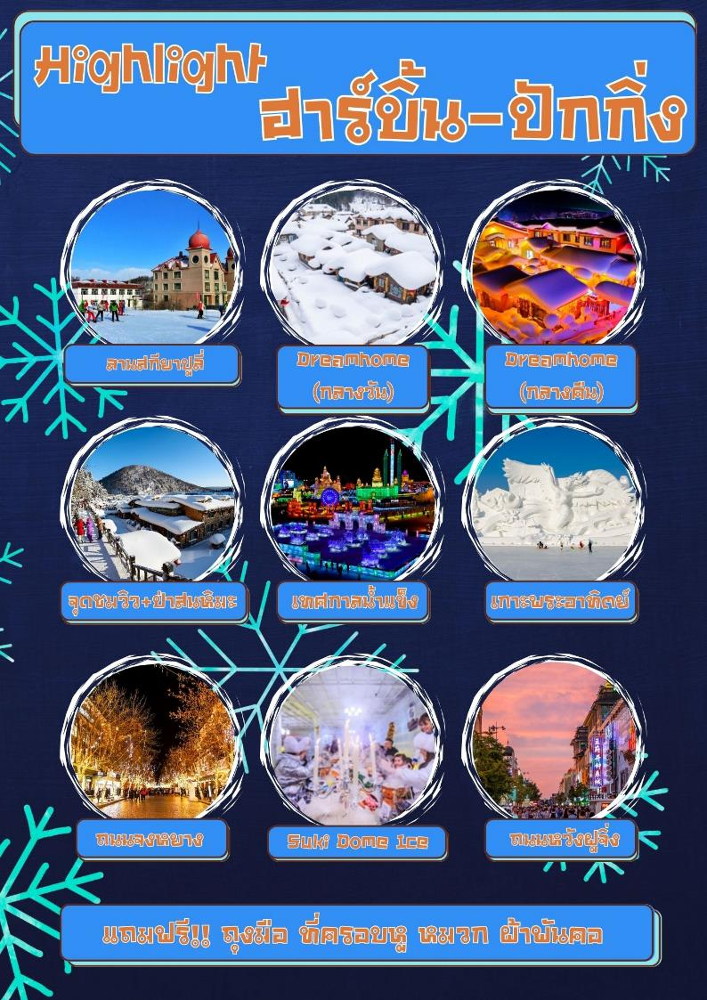 Highlight
ฮาร์บิ้น-ปักกิ่ง
ลานสกียาปูลี่
Dreamhome
(กลางวัน)
Dreamhome
(กลางคืน)
จุดชมวิว+ป่าสนหิมะ
เทศกาลน้ำแข็ง
เกาะพระอาทิตย์
ถนนจงหยาง
Suki Dome Ice
ถนนหวังฝูจิ่ง
แถมฟรี!! ถุงมือ ที่ครอบหู หมวก ผ้าพันคอ